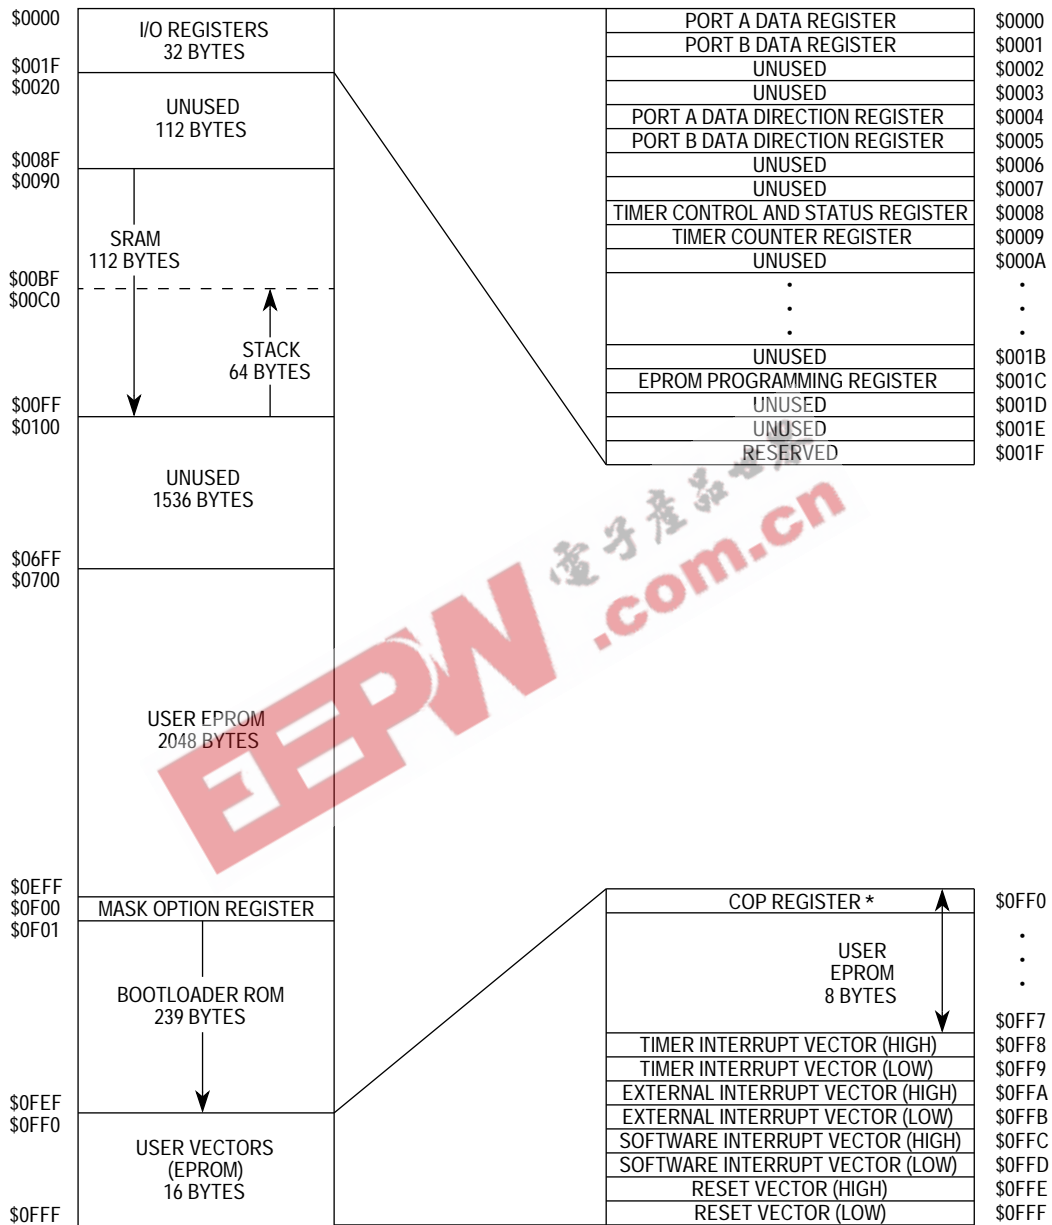 $0000
I/O REGISTERS
32 BYTES
$001F
$0020
UNUSED
112 BYTES
$008F
$0090
SRAM
112 BYTES
$00BF
$00C0
STACK
64 BYTES
$00FF
$0100
UNUSED
1536 BYTES
$06FF
$0700
USER EPROM
2048 BYTES
$0EFF
$0F00
MASK OPTION REGISTER
$0F01
BOOTLOADER ROM
239 BYTES
$0FEF
$0FF0
USER VECTORS
(EPROM)
16 BYTES
$0FFF
PORT A DATA REGISTER $0000
PORT B DATA REGISTER $0001
UNUSED $0002
UNUSED $0003
PORT A DATA DIRECTION REGISTER $0004
PORT B DATA DIRECTION REGISTER $0005
UNUSED $0006
UNUSED $0007
TIMER CONTROL AND STATUS REGISTER $0008
TIMER COUNTER REGISTER $0009
UNUSED $000A
. .
. .
. .
UNUSED $001B
EPROM PROGRAMMING REGISTER $001C
UNUSED $001D
UNUSED $001E
RESERVED $001F
電子產品世界
EEPW .com.cn
COP REGISTER * $0FF0
.
.
.
USER
EPROM
8 BYTES
$0FF7
TIMER INTERRUPT VECTOR (HIGH) $0FF8
TIMER INTERRUPT VECTOR (LOW) $0FF9
EXTERNAL INTERRUPT VECTOR (HIGH) $0FFA
EXTERNAL INTERRUPT VECTOR (LOW) $0FFB
SOFTWARE INTERRUPT VECTOR (HIGH) $0FFC
SOFTWARE INTERRUPT VECTOR (LOW) $0FFD
RESET VECTOR (HIGH) $0FFE
RESET VECTOR (LOW) $0FFF